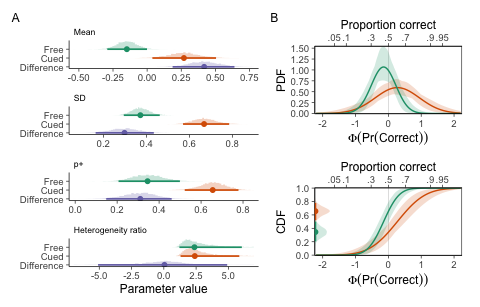 A
Mean
Free
Cued
Difference
-0.50 -0.25 0.00 0.25 0.50 0.75
SD
Free
Cued
Difference
0.2 0.4 0.6 0.8
p*
Free
Cued
Difference
0.0 0.2 0.4 0.6 0.8
Heterogeneity ratio
Free
Cued
Difference
-5.0 -2.5 0.0 2.5 5.0
Parameter value
B
Proportion correct
.05 .1 .3 .5 .7 .9 .95
PDF
1.50
1.25
1.00
0.75
0.50
0.25
0.00
-2 -1 0 1 2
Φ(Pr(Correct))
Proportion correct
.05 .1 .3 .5 .7 .9 .95
CDF
1.0
0.8
0.6
0.4
0.2
0.0
-2 -1 0 1 2
Φ(Pr(Correct))